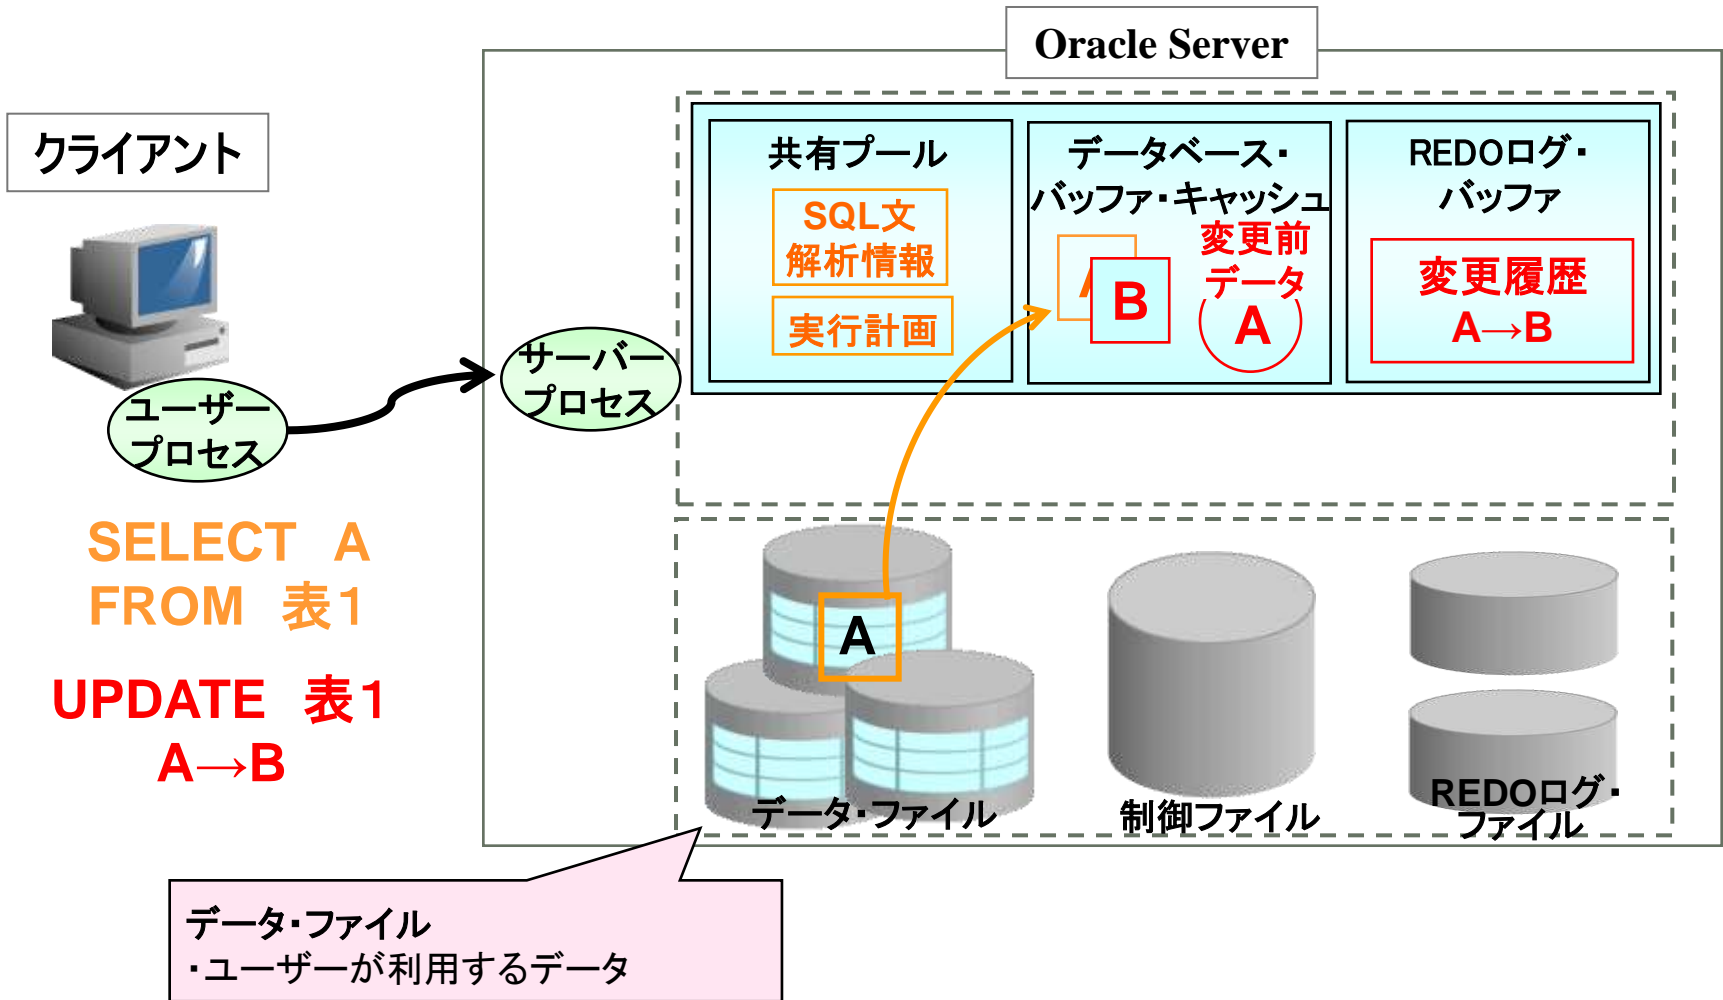 Oracle Server
クライアント
共有プール
SQL文
解析情報
実行計画
データベース・
バッファ・キャッシュ
変更前
データ
A
A
B
REDOログ・
バッファ
変更履歴
A→B
サーバー
プロセス
ユーザー
プロセス
SELECT　A
FROM　表１
UPDATE　表１
A→B
A
データ・ファイル
制御ファイル
REDOログ・
ファイル
データ・ファイル
・ユーザーが利用するデータ